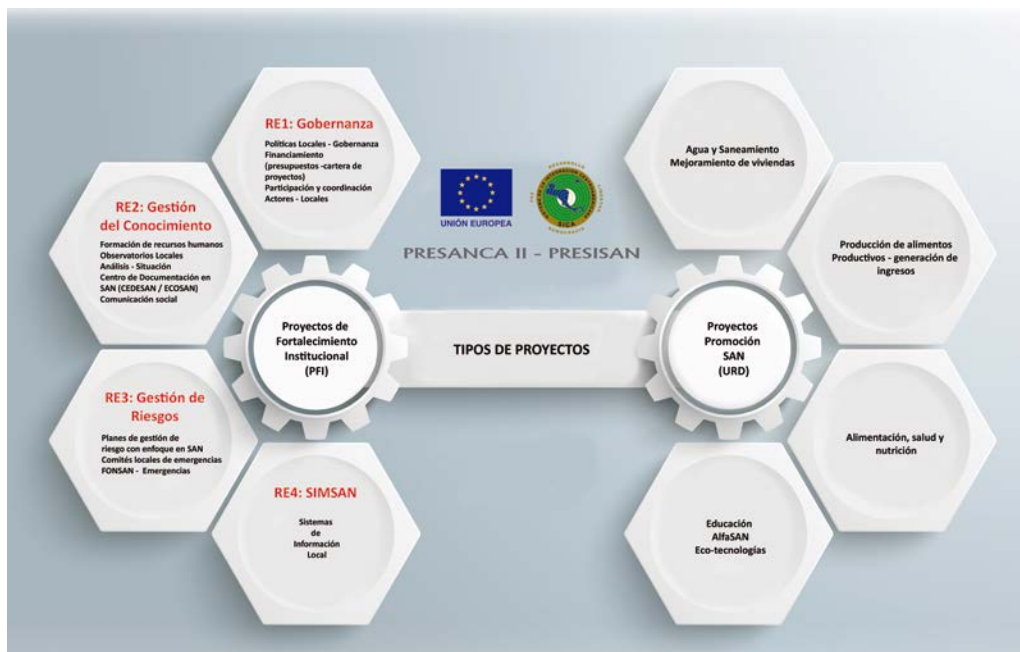 RE1: Gobernanza
Políticas Locales - Gobernanza
Financiamiento
(presupuestos -cartera de
proyectos)
Participación y coordinación
Actores - Locales
RE2: Gestión
del Conocimiento
Formación de recursos humanos
Observatorios Locales
Análisis - Situación
Centro de Documentación en
SAN (CEDESAN / ECOSAN)
Comunicación social
RE3: Gestión de
Riesgos
Planes de gestión de
riesgo con enfoque en SAN
Comités locales de emergencias
FONSAN - Emergencias
RE4: SIMSAN
Sistemas
de
Información
Local
Proyectos de
Fortalecimiento
Institucional
(PFI)
UNIÓN EUROPEA
SICA
PRESANCA II - PRESISAN
TIPOS DE PROYECTOS
Proyectos
Promoción
SAN
(URD)
Agua y Saneamiento
Mejoramiento de viviendas
Producción de alimentos
Productivos - generación de
ingresos
Alimentación, salud y
nutrición
Educación
AlfaSAN
Eco-tecnologías